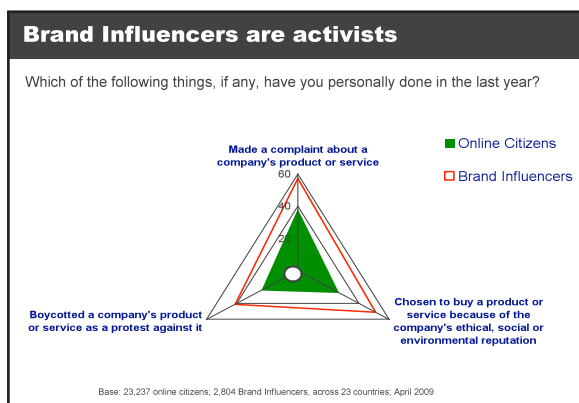 Brand Influencers are activists
Which of the following things, if any, have you personally done in the last year?
Made a complaint about a
company's product or service
Online Citizens
Brand Influencers
60
40
Boycotted a company's product
or service as a protest against it
Chosen to buy a product or
service because of the
company's ethical, social or
environmental reputation
Base: 23,237 online citizens; 2,804 Brand Influencers, across 23 countries; April 2009